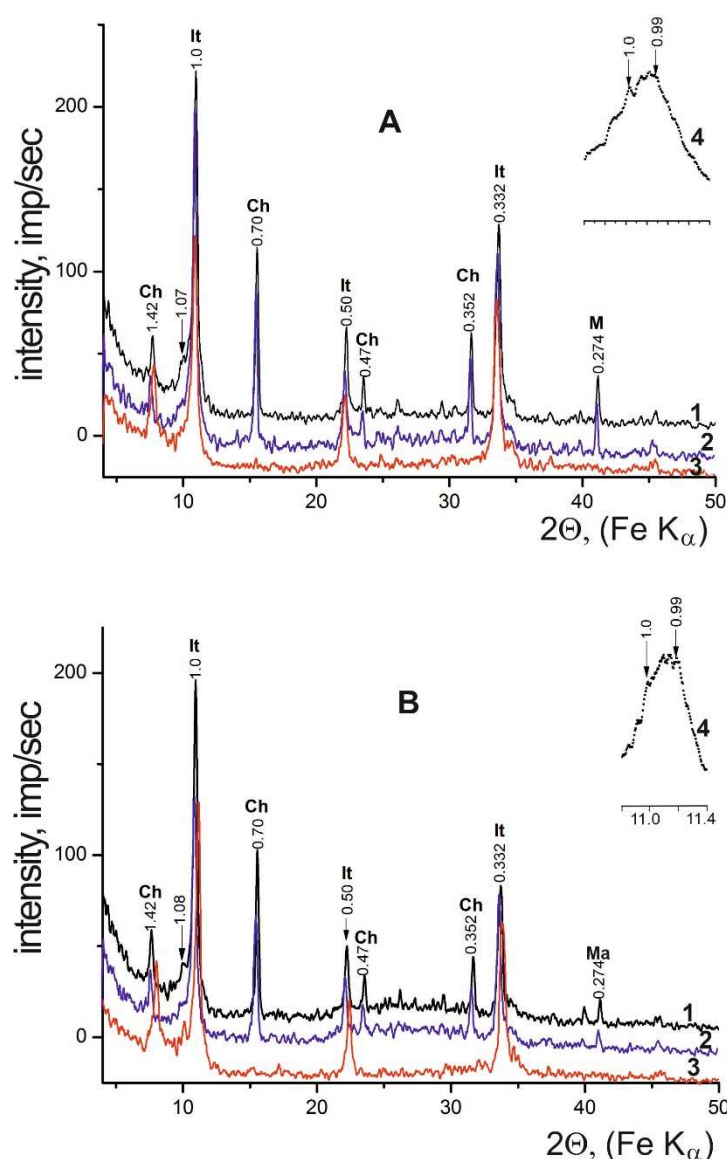 A
intensity, imp/sec
200
100
0
It
1.0
Ch
1.42
1.07
Ch
0.70
It
0.50
Ch
0.47
Ch
0.352
It
0.332
M
0.274
1
2
3
1.0
0.99
4
10 20 30 40 50
2Θ, (Fe Kα)
B
intensity, imp/sec
200
100
0
It
1.0
Ch
1.42
1.08
Ch
0.70
It
0.50
Ch
0.47
Ch
0.352
It
0.332
Ma
0.274
1
2
3
1.0
0.99
4
11.0 11.4
10 20 30 40 50
2Θ, (Fe Kα)